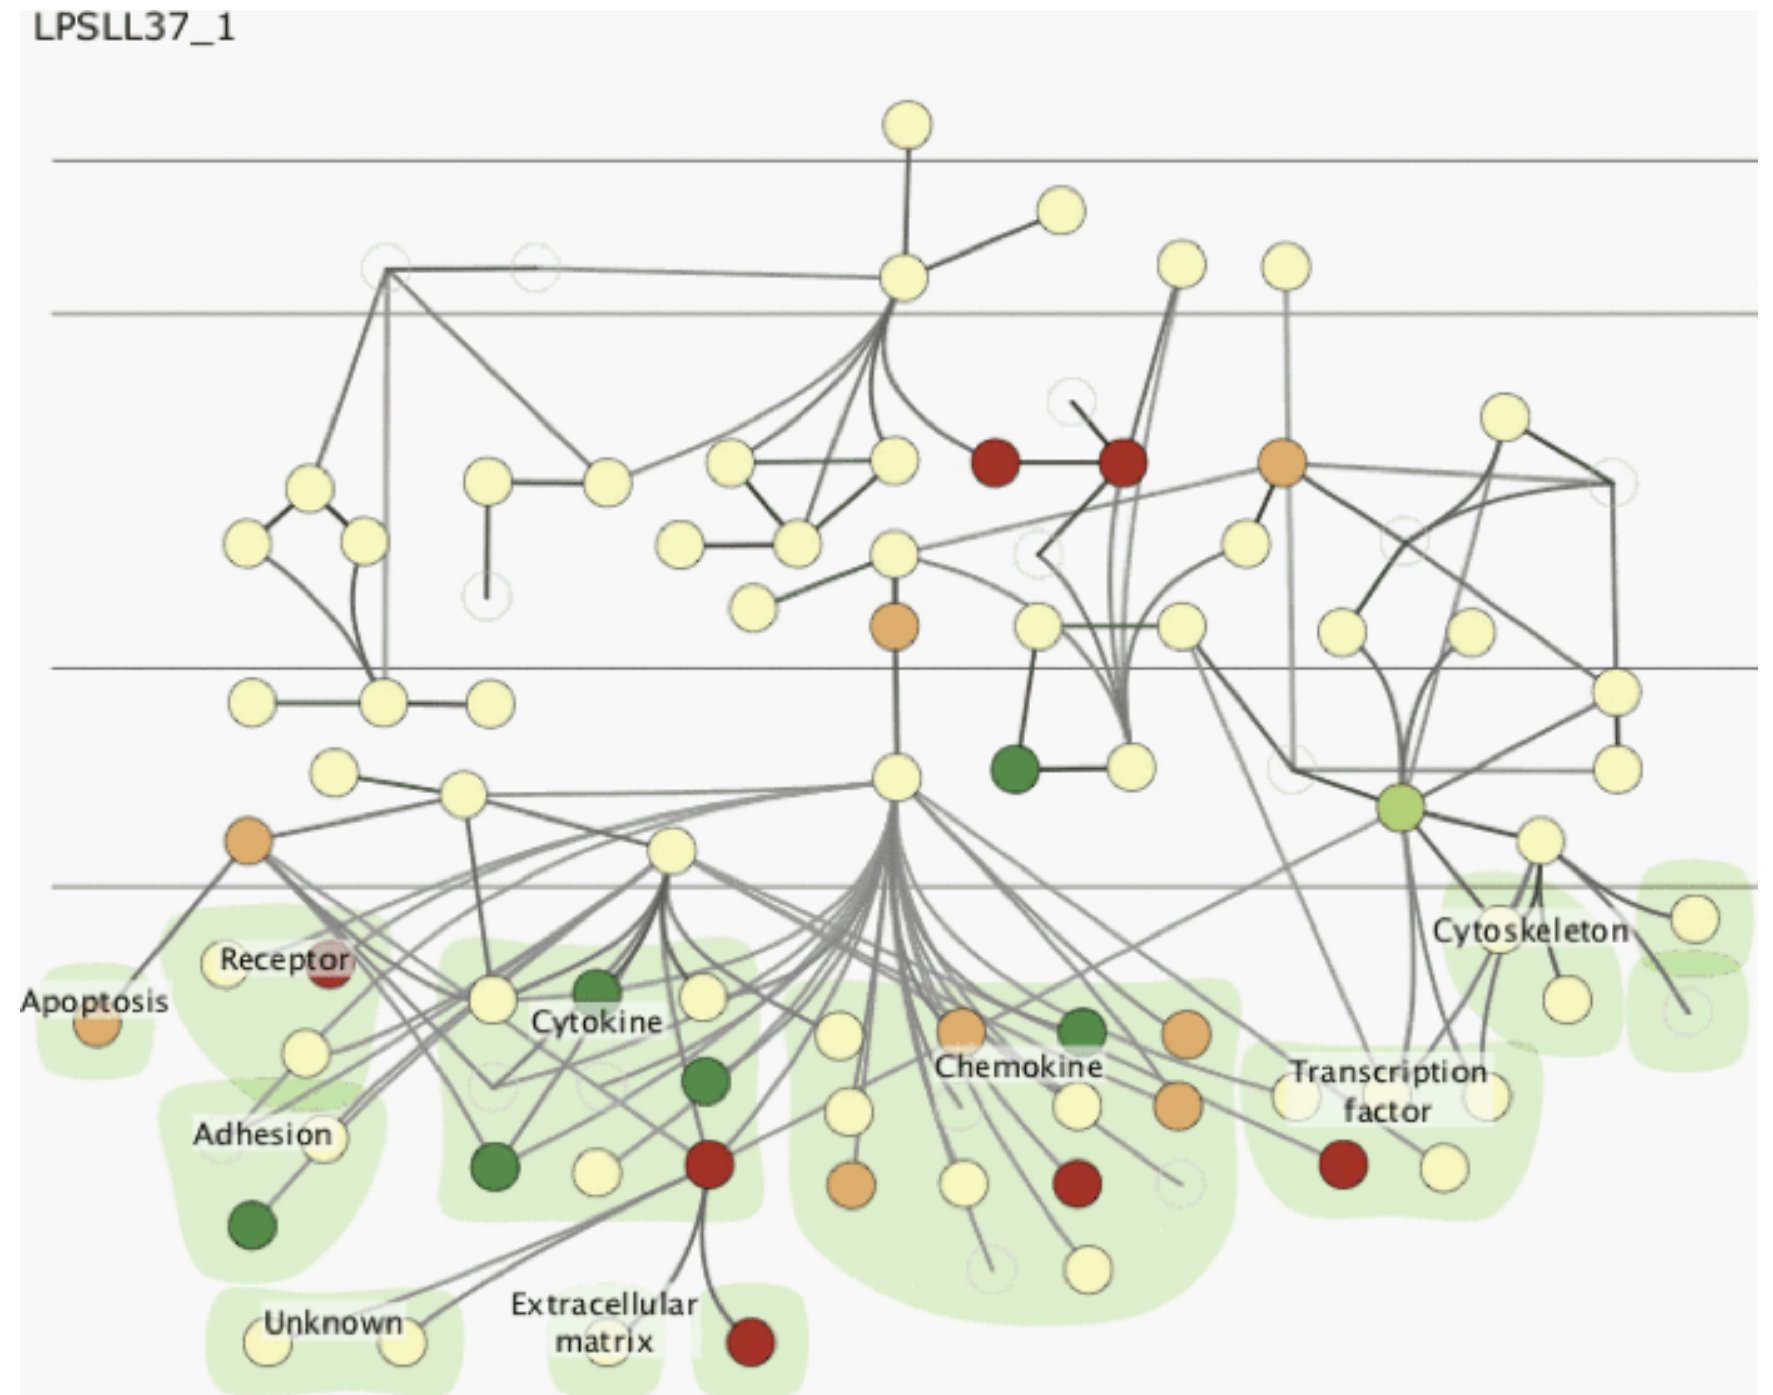 LPSLL37_1
Cytoskeleton
Receptor
Apoptosis
Cytokine
Chemokine
Transcription
factor
Adhesion
Unknown
Extracellular
matrix